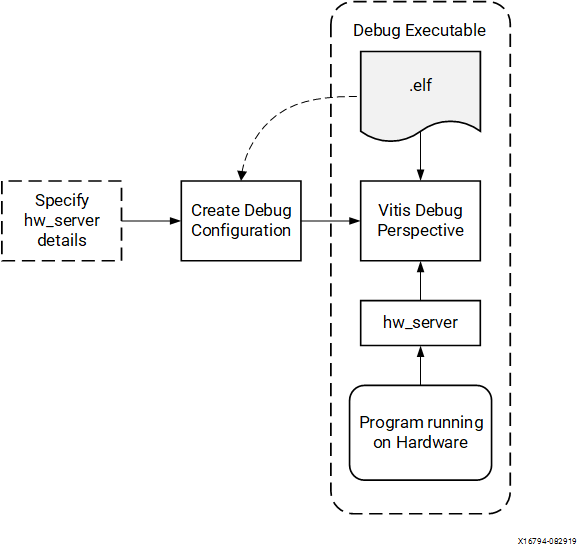 Debug Executable
.elf
Specify
hw_server
details
Create Debug
Configuration
Vitis Debug
Perspective
hw_server
Program running
on Hardware
X16794-082919